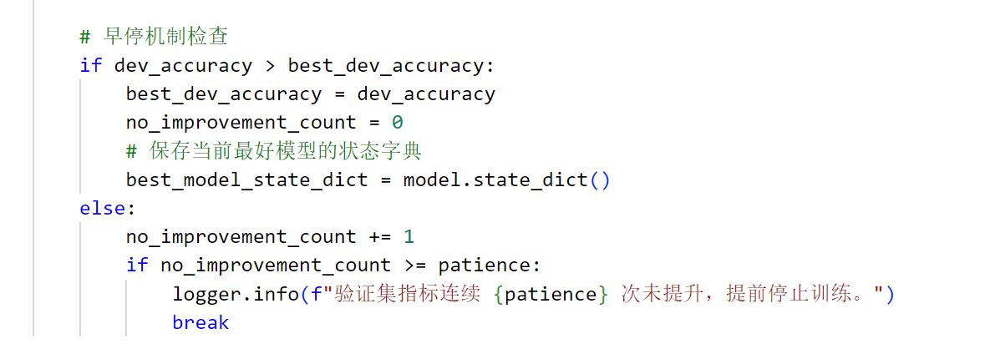 # 早停机制检查
if dev_accuracy > best_dev_accuracy:
best_dev_accuracy = dev_accuracy
no_improvement_count = 0
# 保存当前最好模型的状态字典
best_model_state_dict = model.state_dict()
else:
no_improvement_count += 1
if no_improvement_count >= patience:
logger.info(f"验证集指标连续 {patience} 次未提升，提前停止训练。")
break